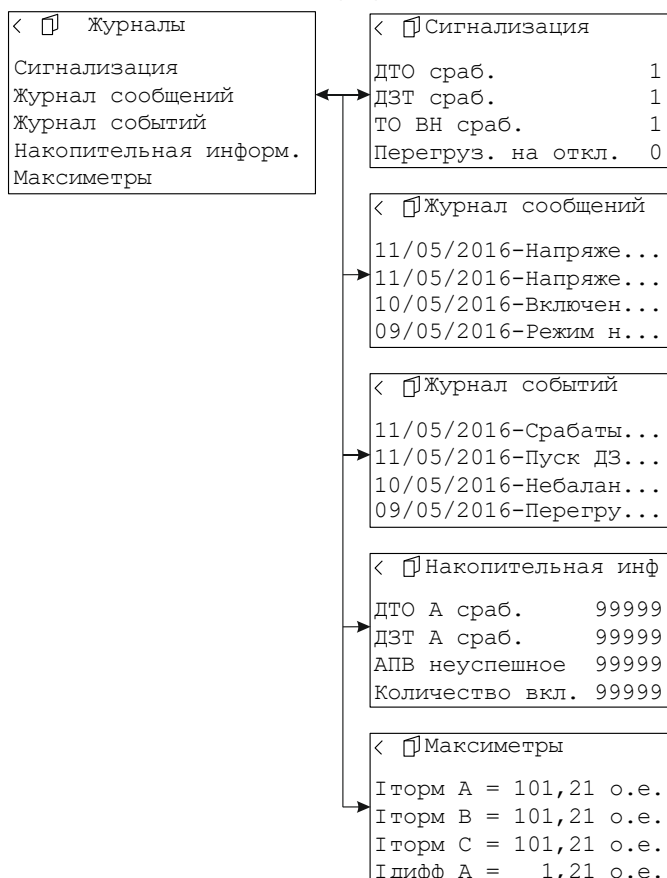 < Журналы
Сигнализация
Журнал сообщений
Журнал событий
Накопительная информ.
Максиметры
< Сигнализация
ДТО сраб. 1
ДЗТ сраб. 1
ТО ВН сраб. 1
Перегруз. на откл. 0
< Журнал сообщений
11/05/2016-Напряже...
11/05/2016-Напряже...
10/05/2016-Включен...
09/05/2016-Режим н...
< Журнал событий
11/05/2016-Срабаты...
11/05/2016-Пуск ДЗ...
10/05/2016-Небалан...
09/05/2016-Перегру...
< Накопительная инф
ДТО А сраб. 99999
ДЗТ А сраб. 99999
АПВ неуспешное 99999
Количество вкл. 99999
< Максиметры
Iторм А = 101,21 о.е.
Iторм В = 101,21 о.е.
Iторм С = 101,21 о.е.
Iдифф А = 1,21 о.е.